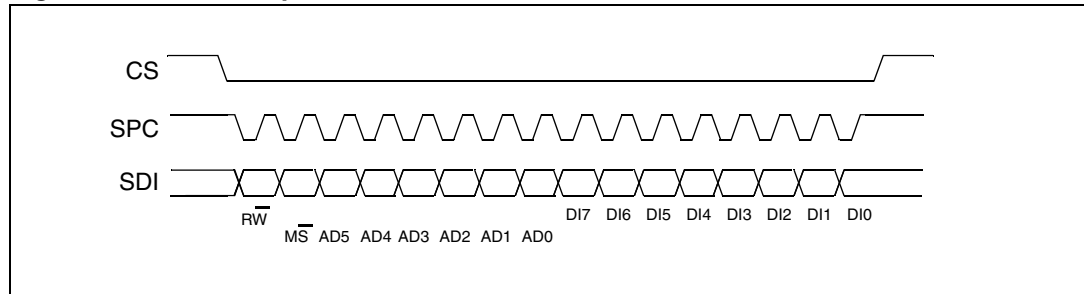 CS
SPC
SDI
RW̅ DI7 DI6 DI5 DI4 DI3 DI2 DI1 DI0
MS̅ AD5 AD4 AD3 AD2 AD1 AD0